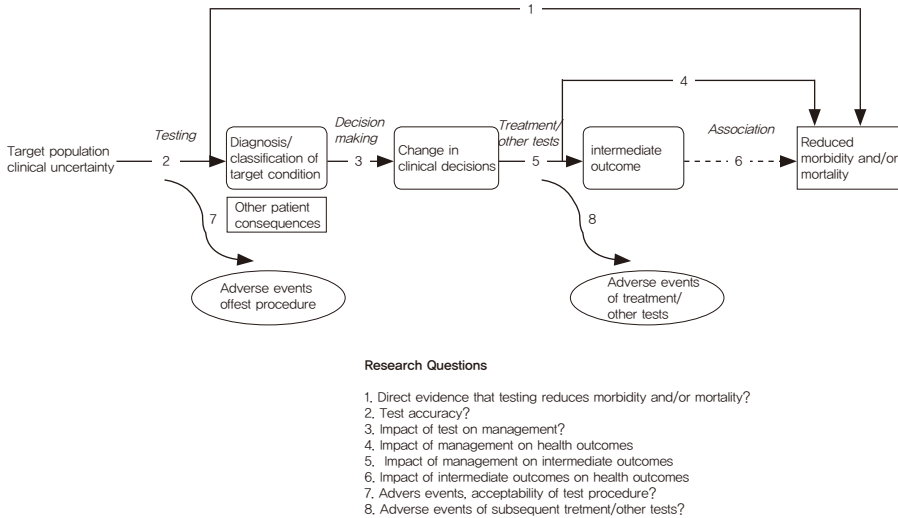 1
4
Testing
Decision
making
Treatment/
other tests
Association
Target population
clinical uncertainty
2
Diagnosis/
classification of
target condition
3
Change in
clinical decisions
5
intermediate
outcome
6
Reduced
morbidity and/or
mortality
Other patient
consequences
7
8
Adverse events
offest procedure
Adverse events
of treatment/
other tests
Research Questions
1. Direct evidence that testing reduces morbidity and/or mortality?
2. Test accuracy?
3. Impact of test on management?
4. Impact of management on health outcomes
5. Impact of management on intermediate outcomes
6. Impact of intermediate outcomes on health outcomes
7. Advers events, acceptability of test procedure?
8. Adverse events of subsequent tretment/other tests?